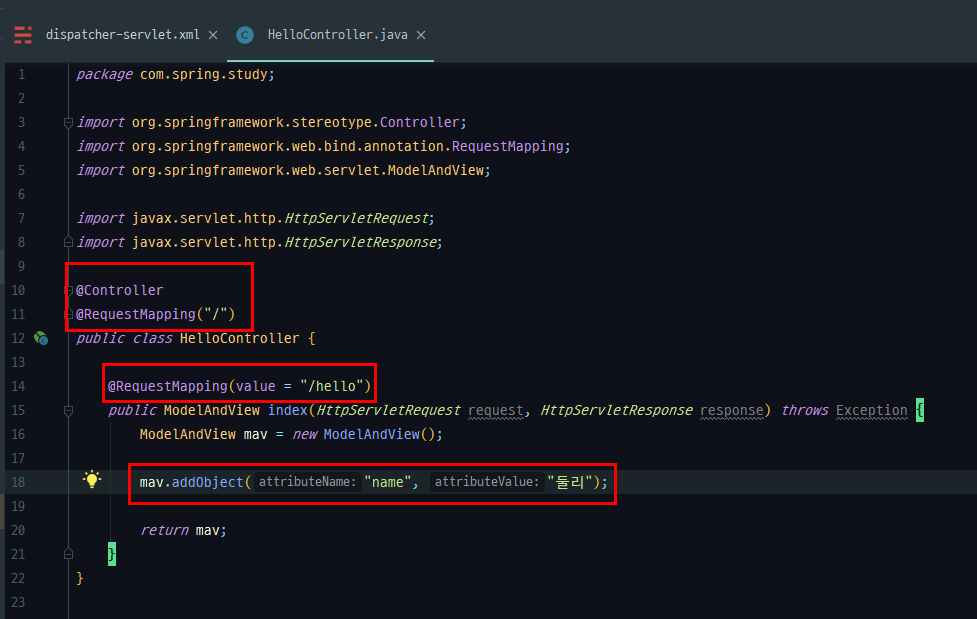 dispatcher-servlet.xml × C HelloController.java ×
1 package com.spring.study;
2
3 import org.springframework.stereotype.Controller;
4 import org.springframework.web.bind.annotation.RequestMapping;
5 import org.springframework.web.servlet.ModelAndView;
6
7 import javax.servlet.http.HttpServletRequest;
8 import javax.servlet.http.HttpServletResponse;
9
10 @Controller
11 @RequestMapping("/")
12 public class HelloController {
13
14 @RequestMapping(value = "/hello")
15 public ModelAndView index(HttpServletRequest request, HttpServletResponse response) throws Exception {
16 ModelAndView mav = new ModelAndView();
17
18 mav.addObject( attributeName: "name", attributeValue: "둘리");
19
20 return mav;
21 }
22 }
23